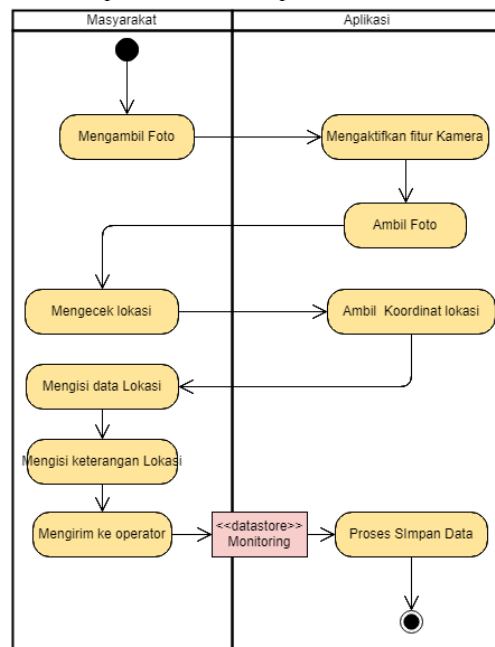 Masyarakat
Aplikasi
Mengambil Foto
Mengaktifkan fitur Kamera
Ambil Foto
Mengecek lokasi
Ambil Koordinat lokasi
Mengisi data Lokasi
Mengisi keterangan Lokasi
Mengirim ke operator
<<datastore>>
Monitoring
Proses SImpan Data